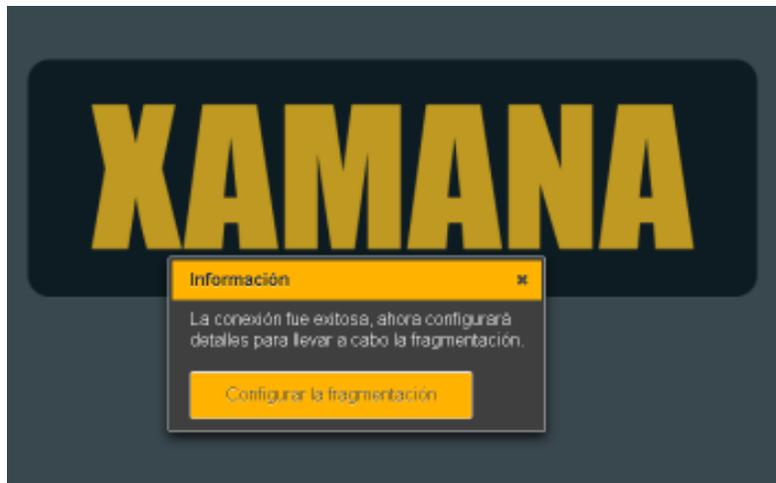 XAMANA
Información
La conexión fue exitosa, ahora configurará
detalles para llevar a cabo la fragmentación.
Configurar la fragmentación